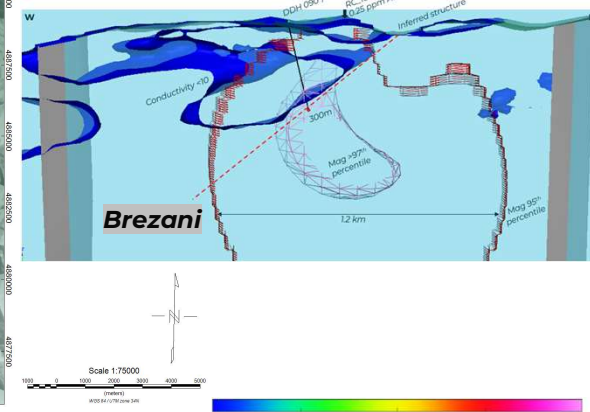 W
DDH 090
0.25 ppm
Inferred structure
4887500
Conductivity <10
300m
4885000
Mag >97th
percentile
4882500
Brezani
1.2 km
Mag 95th
percentile
4880000
N
4877500
Scale 1:75000
1000 0 1000 2000 3000 4000 5000
(meters)
WGS 84 / UTM zone 34N